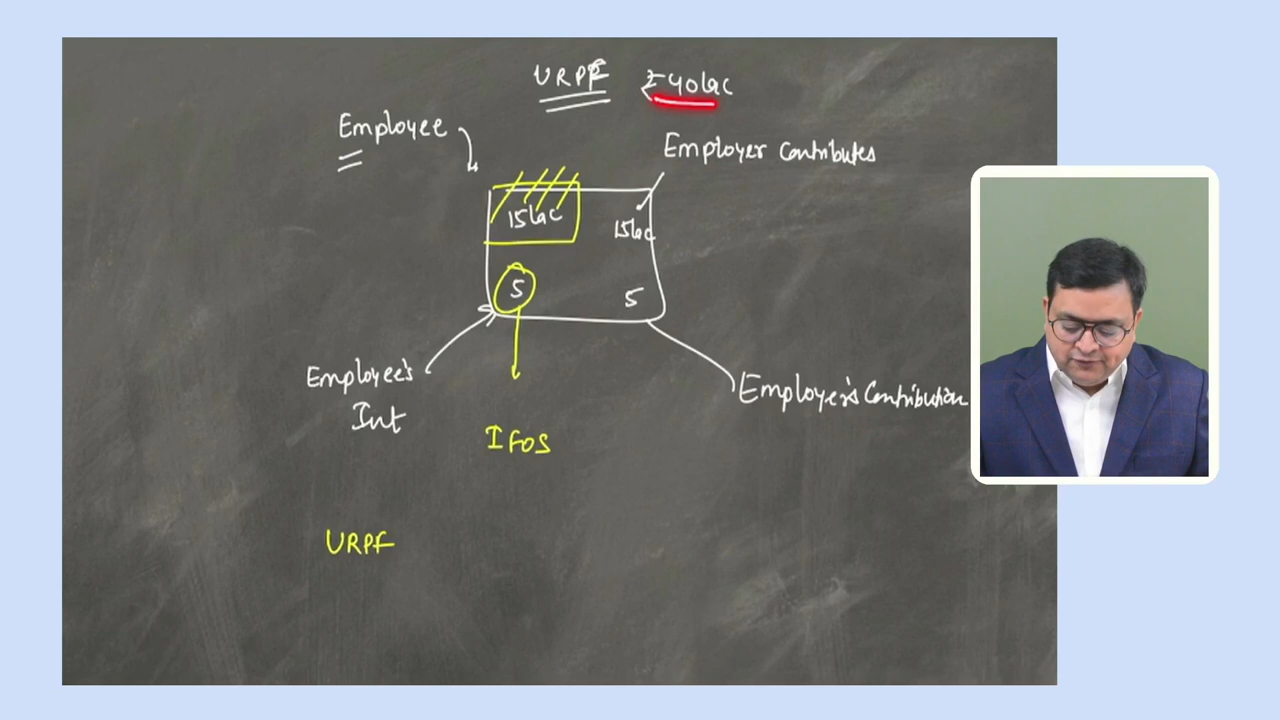 URPF ₹40lac
Employee
Employer Contributes
15lac 15lac
5 5
Employee's
Int
Employer's Contribution
IFOS
URPF